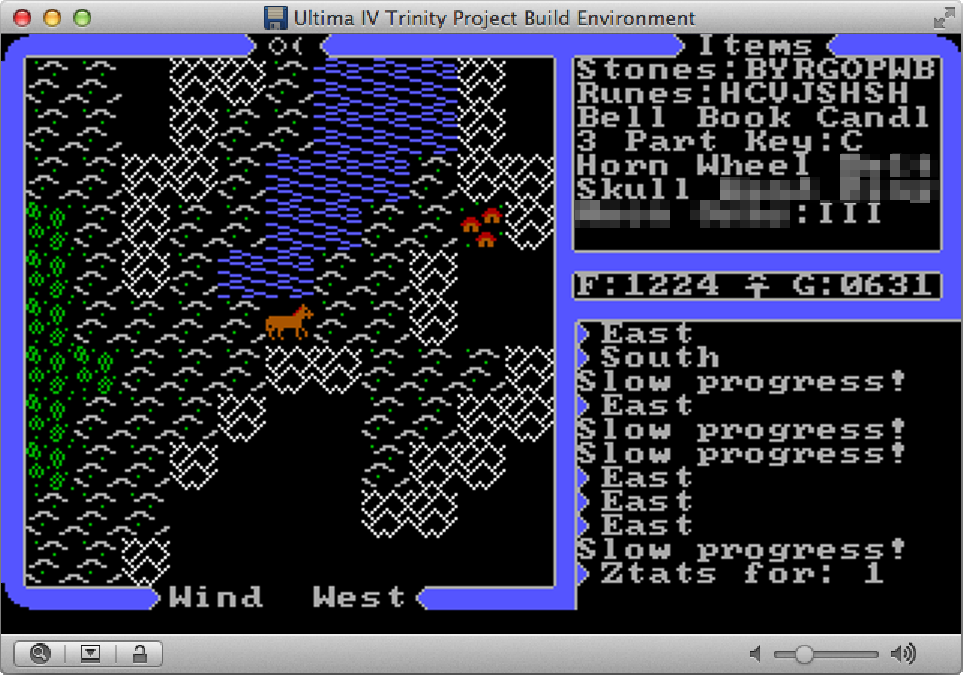 Ultima IV Trinity Project Build Environment
Items
Stones:BYRGOPWB
Runes:HCVJSHSH
Bell Book Candl
3 Part Key:C
Horn Wheel
Skull
:III
F:1224 G:0631
East
South
Slow progress!
East
Slow progress!
Slow progress!
East
East
East
Slow progress!
Ztats for: 1
Wind West